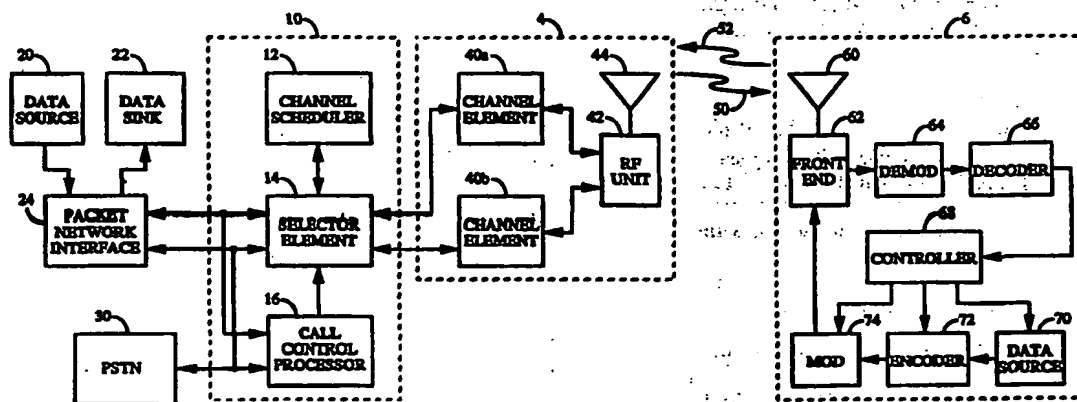 10
4
52
6
20
22
12
40a
44
60
DATA
SOURCE
DATA
SINK
CHANNEL
SCHEDULER
CHANNEL
ELEMENT
50
42
62
64
66
RF
UNIT
FRONT
END
DEMOD
DECODER
24
14
40b
PACKET
NETWORK
INTERFACE
SELECTOR
ELEMENT
CHANNEL
ELEMENT
68
CONTROLLER
30
16
74
72
70
PSTN
CALL
CONTROL
PROCESSOR
MOD
ENCODER
DATA
SOURCE